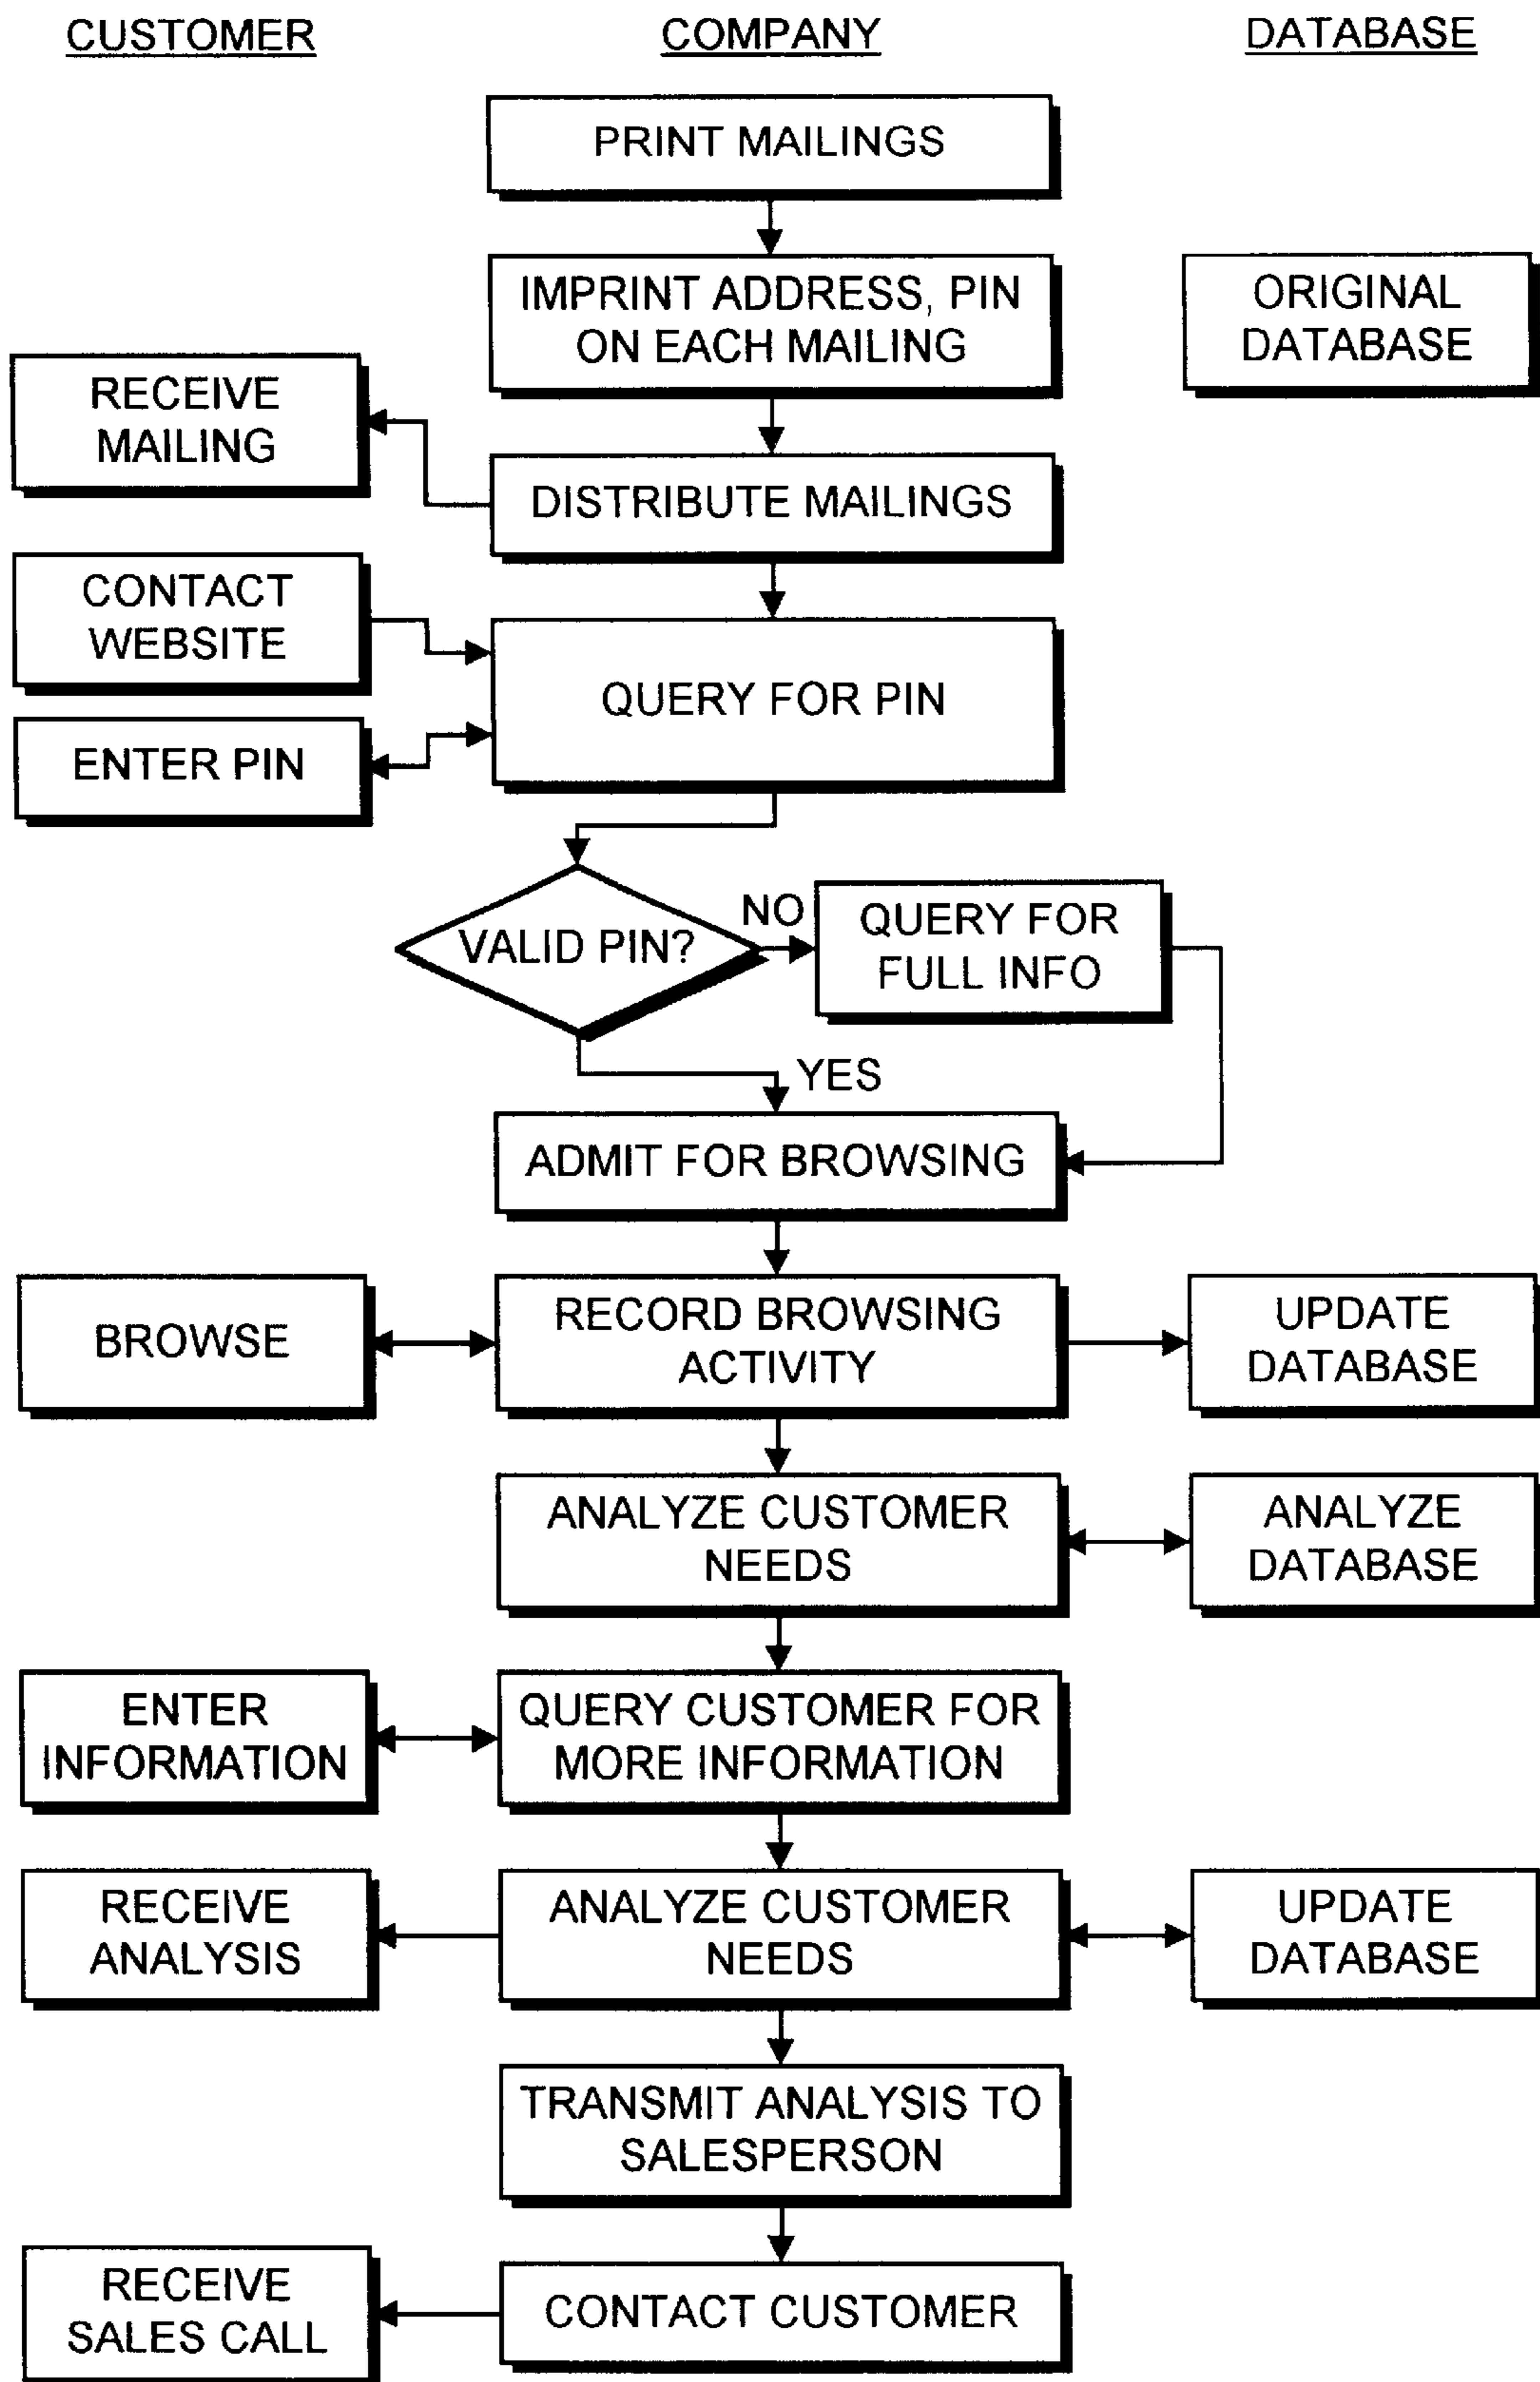 CUSTOMER
COMPANY
DATABASE
PRINT MAILINGS
IMPRINT ADDRESS, PIN
ON EACH MAILING
ORIGINAL
DATABASE
RECEIVE
MAILING
DISTRIBUTE MAILINGS
CONTACT
WEBSITE
QUERY FOR PIN
ENTER PIN
VALID PIN?
NO
QUERY FOR
FULL INFO
YES
ADMIT FOR BROWSING
BROWSE
RECORD BROWSING
ACTIVITY
UPDATE
DATABASE
ANALYZE CUSTOMER
NEEDS
ANALYZE
DATABASE
ENTER
INFORMATION
QUERY CUSTOMER FOR
MORE INFORMATION
RECEIVE
ANALYSIS
ANALYZE CUSTOMER
NEEDS
UPDATE
DATABASE
TRANSMIT ANALYSIS TO
SALESPERSON
RECEIVE
SALES CALL
CONTACT CUSTOMER